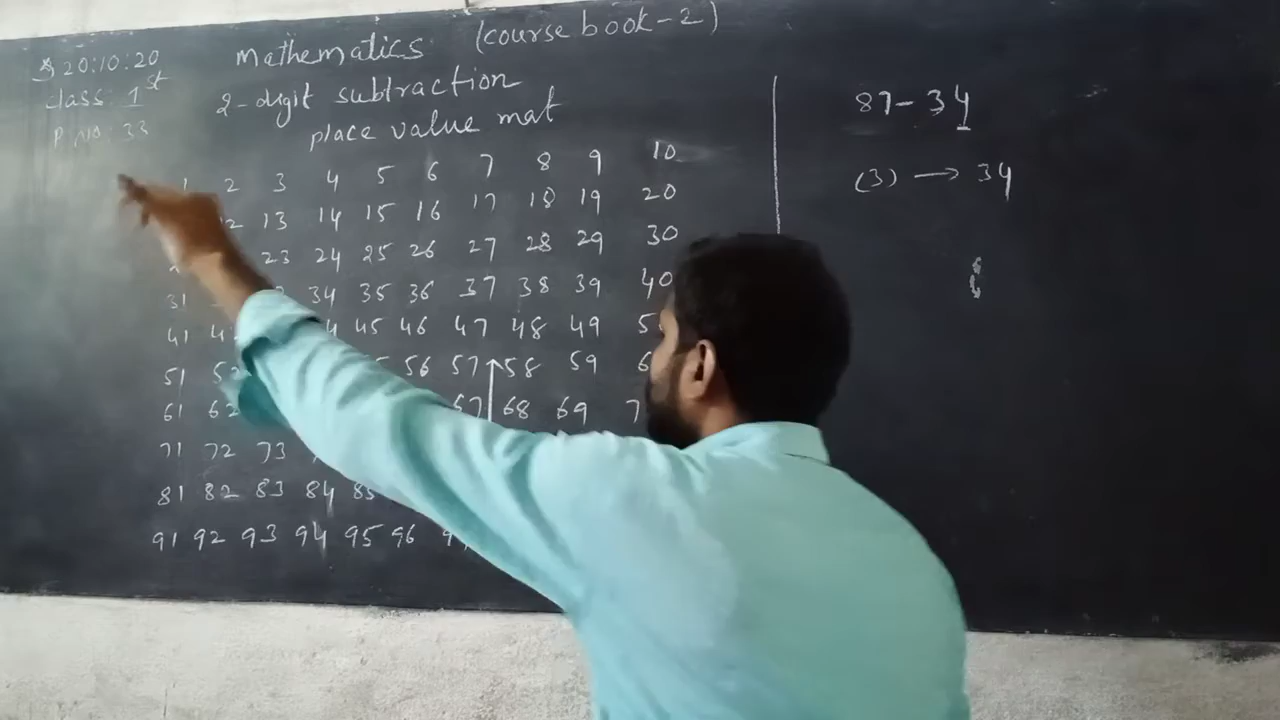 20:10:20
Mathematics (course book-2)
class: 1st
2-digit subtraction
P.no: 33
place value mat
1 2 3 4 5 6 7 8 9 10
13 14 15 16 17 18 19 20
23 24 25 26 27 28 29 30
31 34 35 36 37 38 39 40
41 45 46 47 48 49
51 52 56 57 58 59
61 62 67 68 69
71 72 73
81 82 83 84 85
91 92 93 94 95 96
87-34
(3) → 34